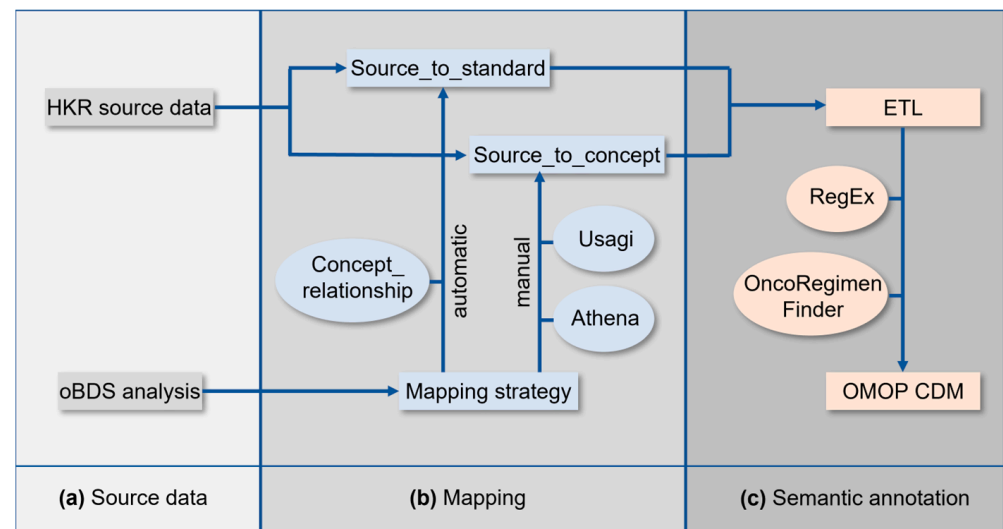 Source_to_standard
HKR source data
ETL
Source_to_concept
RegEx
automatic
manual
Usagi
Concept_
relationship
OncoRegimen
Finder
Athena
oBDS analysis
Mapping strategy
OMOP CDM
(a) Source data
(b) Mapping
(c) Semantic annotation